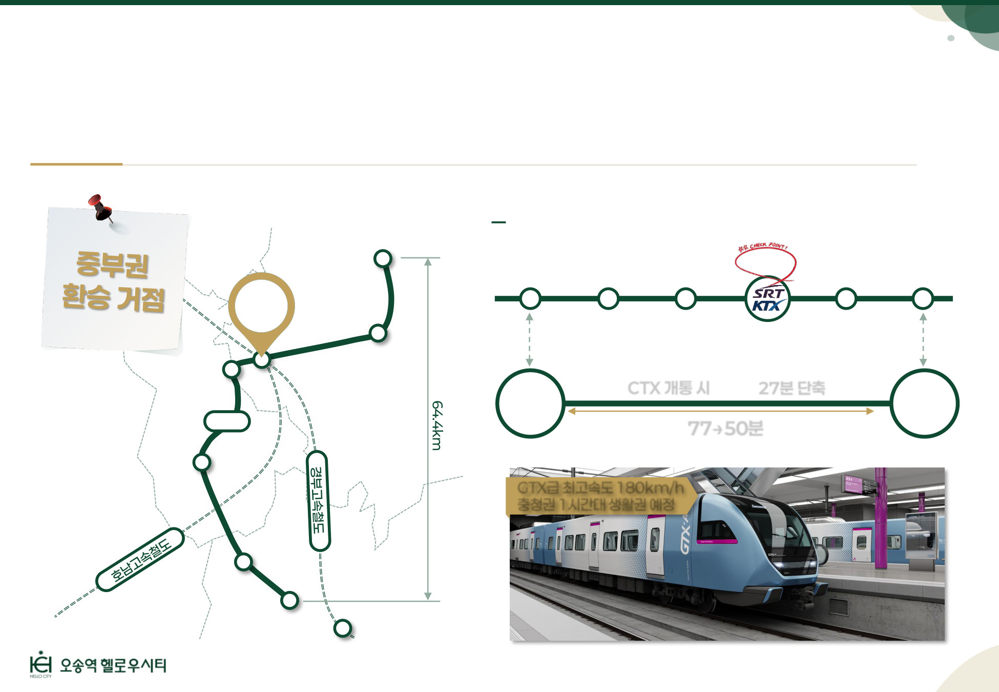 중부권
환승 거점
64.4km
경부고속철도
호남고속철도
CHECK POINT!
SRT
KTX
CTX 개통 시 27분 단축
77→50분
GTX급 최고속도 180km/h
충청권 1시간대 생활권 예정
GTX-A
Samsung
GTX-A
HELLO CITY
오송역 헬로우시티